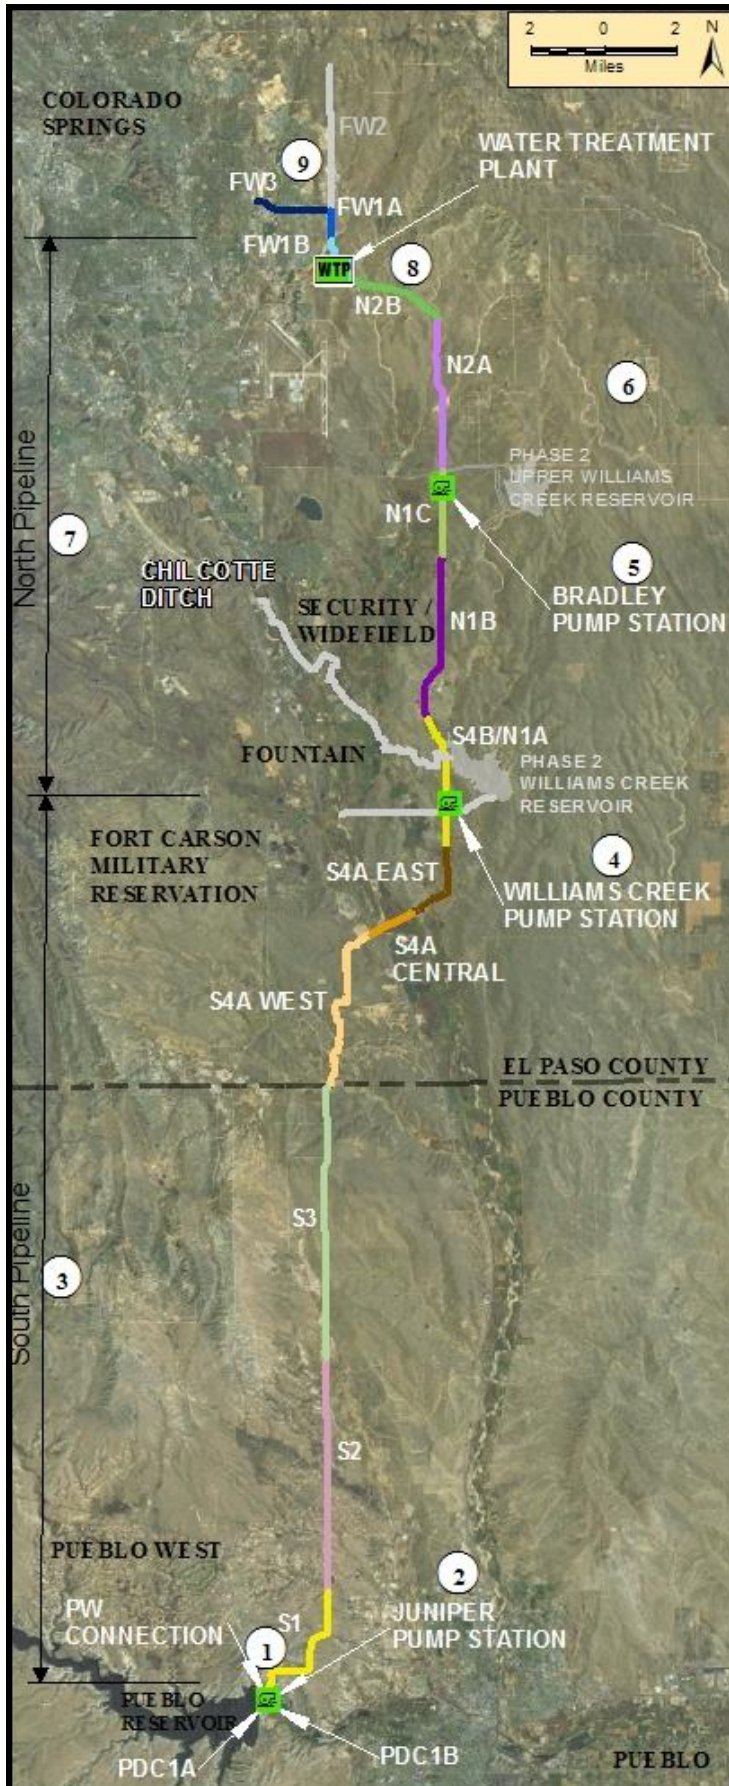 2 0 2 N
Miles
COLORADO
SPRINGS
FW2
9
WATER TREATMENT
PLANT
FW3
FW1A
FW1B
WTP
8
N2B
N2A
6
PHASE 2
UPPER WILLIAMS
CREEK RESERVOIR
North Pipeline
7
N1C
CHILCOTTE
DITCH
5
BRADLEY
PUMP STATION
SECURITY /
WIDEFIELD
N1B
S4B/N1A
FOUNTAIN
PHASE 2
WILLIAMS CREEK
RESERVOIR
FORT CARSON
MILITARY
RESERVATION
4
S4A EAST
WILLIAMS CREEK
PUMP STATION
S4A
CENTRAL
S4A WEST
EL PASO COUNTY
PUEBLO COUNTY
S3
South Pipeline
3
S2
PUEBLO WEST
2
PW
CONNECTION
S1
JUNIPER
PUMP STATION
1
PUEBLO
RESERVOIR
PDC1A
PDC1B
PUEBLO